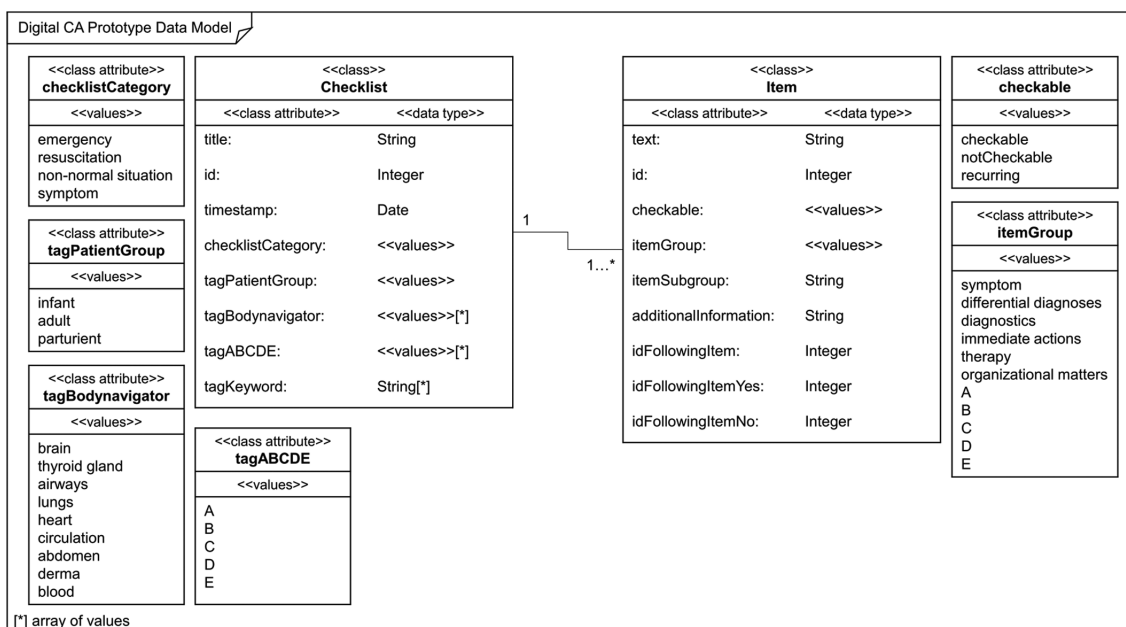 Digital CA Prototype Data Model
<<class attribute>>
checklistCategory
<<values>>
emergency
resuscitation
non-normal situation
symptom
<<class attribute>>
tagPatientGroup
<<values>>
infant
adult
parturient
<<class attribute>>
tagBodynavigator
<<values>>
brain
thyroid gland
airways
lungs
heart
circulation
abdomen
derma
blood
<<class>>
Checklist
<<class attribute>> <<data type>>
title: String
id: Integer
timestamp: Date
checklistCategory: <<values>>
tagPatientGroup: <<values>>
tagBodynavigator: <<values>>[*]
tagABCDE: <<values>>[*]
tagKeyword: String[*]
<<class attribute>>
tagABCDE
<<values>>
A
B
C
D
E
1
1...*
<<class>>
Item
<<class attribute>> <<data type>>
text: String
id: Integer
checkable: <<values>>
itemGroup: <<values>>
itemSubgroup: String
additionalInformation: String
idFollowingItem: Integer
idFollowingItemYes: Integer
idFollowingItemNo: Integer
<<class attribute>>
checkable
<<values>>
checkable
notCheckable
recurring
<<class attribute>>
itemGroup
<<values>>
symptom
differential diagnoses
diagnostics
immediate actions
therapy
organizational matters
A
B
C
D
E
[*] array of values